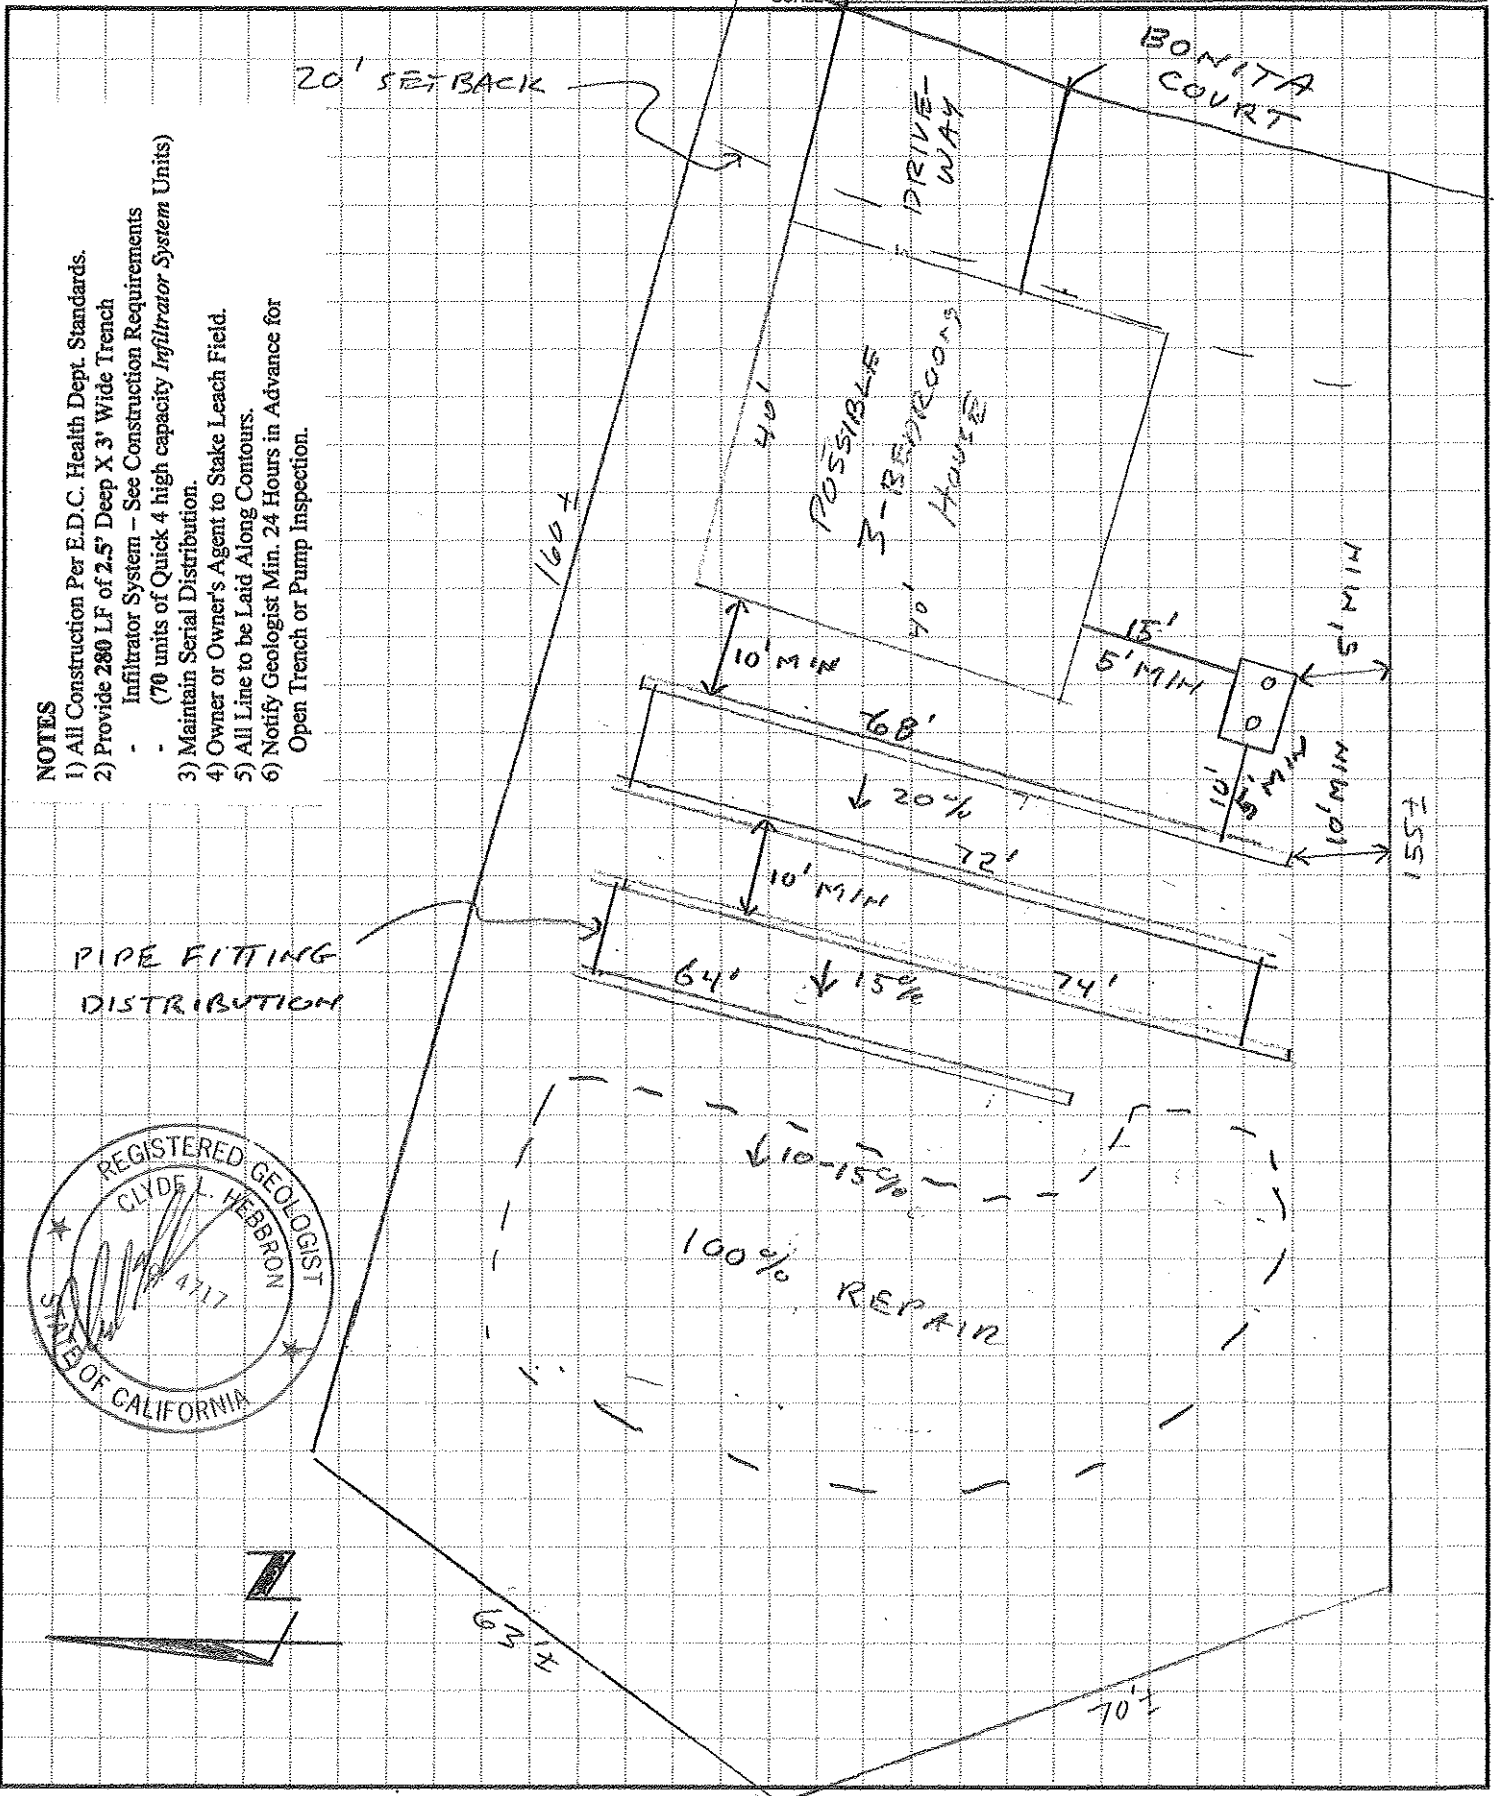 BONITA
COURT
20' SETBACK
DRIVE-
WAY
NOTES
1) All Construction Per E.D.C. Health Dept. Standards.
2) Provide 280 LF of 2.5' Deep X 3' Wide Trench
- Infiltrator System – See Construction Requirements
- (70 units of Quick 4 high capacity Infiltrator System Units)
3) Maintain Serial Distribution.
4) Owner or Owner's Agent to Stake Leach Field.
5) All Line to be Laid Along Contours.
6) Notify Geologist Min. 24 Hours in Advance for
Open Trench or Pump Inspection.
40'
POSSIBLE
3-BEDROOM
HOUSE
160 ±
40'
10' MIN
15'
5' MIN
5' MIN
68'
20%
10'
5' MIN
10' MIN
155±
72'
10' MIN
PIPE FITTING
DISTRIBUTION
64'
15%
74'
10-15%
100%
REPAIR
REGISTERED GEOLOGIST
CLYDE L. HEBBRON
4717
STATE OF CALIFORNIA
N
63'±
70'±